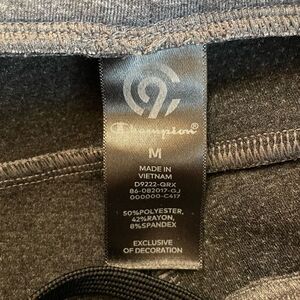 C9
Champion
M
MADE IN
VIETNAM
D9222-QRX
86-082017-GJ
000000-C417
50%POLYESTER,
42%RAYON,
8%SPANDEX
EXCLUSIVE
OF DECORATION